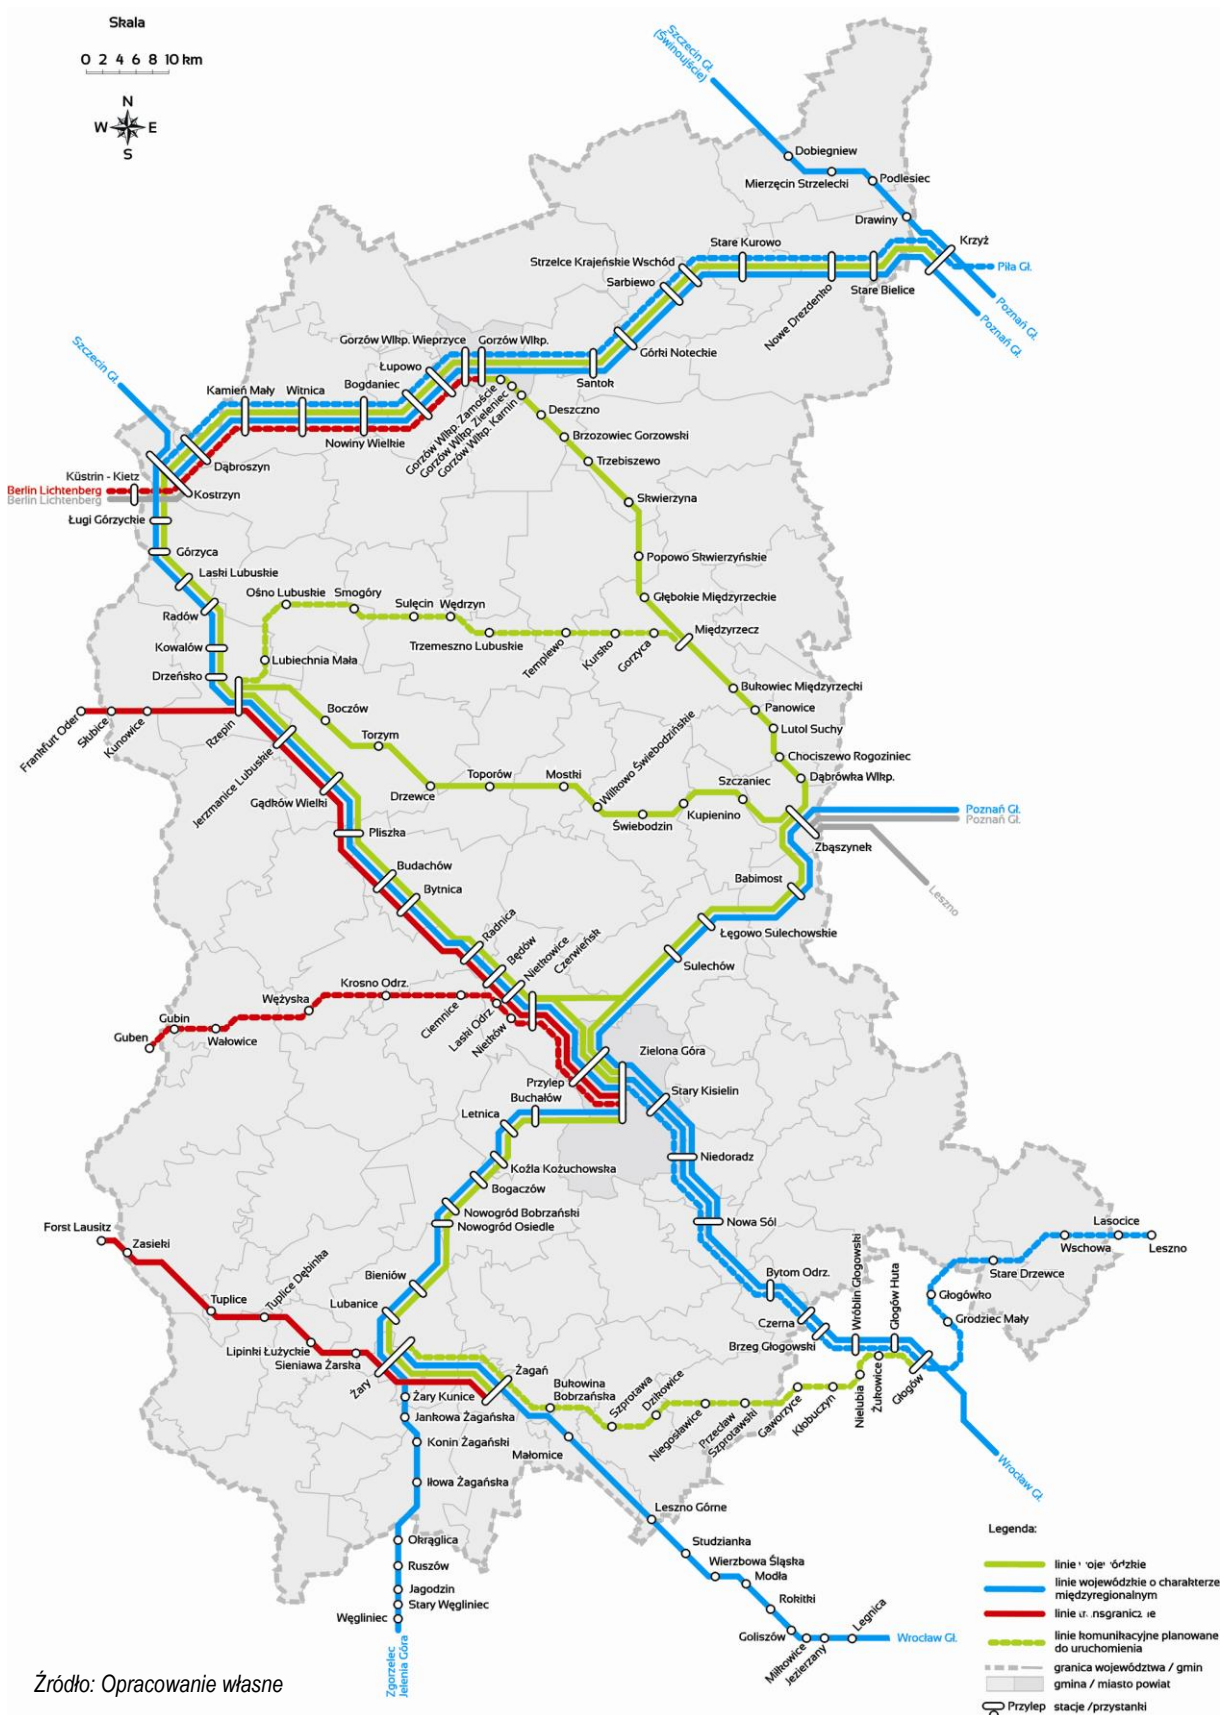 Skala
0 2 4 6 8 10 km
N
W E
S
Szczecin Gł.
(Świnoujście)
Dobiegniew
Mierzęcin Strzelecki
Podlesiec
Drawiny
Krzyż
Piła Gł.
Poznań Gł.
Poznań Gł.
Stare Kurowo
Strzelce Krajeńskie Wschód
Sarbiewo
Stare Bielice
Nowe Drezdenko
Górki Noteckie
Santok
Gorzów Wlkp. Wieprzyce
Gorzów Wlkp.
Łupowo
Bogdaniec
Witnica
Kamień Mały
Nowiny Wielkie
Szczecin Gł.
Dąbroszyn
Küstrin - Kietz
Berlin Lichtenberg
Berlin Lichtenberg
Kostrzyn
Gorzów Wlkp. Zamoście
Gorzów Wlkp. Zieleniec
Gorzów Wlkp. Karnin
Deszczno
Brzozowiec Gorzowski
Trzebiszewo
Skwierzyna
Popowo Skwierzyńskie
Głębokie Międzyrzeckie
Międzyrzecz
Ługi Górzyckie
Górzyca
Laski Lubuskie
Radów
Kowalów
Drzeńsko
Ośno Lubuskie
Smogóry
Sulęcin
Wędrzyn
Trzemeszno Lubuskie
Templewo
Kursko
Gorzyca
Lubiechnia Mała
Bukowiec Międzyrzecki
Panowice
Lutol Suchy
Chociszewo Rogoziniec
Dąbrówka Wlkp.
Frankfurt Oder
Słubice
Kunowice
Rzepin
Boczów
Torzym
Drzewce
Toporów
Mostki
Wilkowo Świebodzińskie
Świebodzin
Kupienino
Szczaniec
Zbąszynek
Poznań Gł.
Poznań Gł.
Leszno
Jerzmanice Lubuskie
Gądków Wielki
Pliszka
Budachów
Bytnica
Radnica
Będów
Nietkowice
Czerwieńsk
Babimost
Łęgowo Sulechowskie
Sulechów
Krosno Odrz.
Wężyska
Gubin
Guben
Wałowice
Ciemnice
Laski Odrz.
Nietków
Zielona Góra
Przylep
Buchałów
Letnica
Stary Kisielin
Niedoradz
Nowa Sól
Koźla Kożuchowska
Bogaczów
Nowogród Bobrzański
Nowogród Osiedle
Bieniów
Lubanice
Forst Lausitz
Zasieki
Tuplice
Tuplice Dębinka
Lipinki Łużyckie
Sieniawa Żarska
Żary
Żagań
Bytom Odrz.
Czerna
Brzeg Głogowski
Wróblin Głogowski
Głogów Huta
Głogów
Grodziec Mały
Głogówko
Stare Drzewce
Wschowa
Lasocice
Leszno
Wrocław Gł.
Bukowina
Bobrzańska
Szprotawa
Dzikowice
Niegosławice
Przecław
Szprotawski
Gaworzyce
Kłobuczyn
Nielubia
Żukowice
Żary Kunice
Jankowa Żagańska
Konin Żagański
Iłowa Żagańska
Okrąglica
Ruszów
Jagodzin
Stary Węgliniec
Węgliniec
Zgorzelec
Jelenia Góra
Małomice
Leszno Górne
Studzianka
Wierzbowa Śląska
Modła
Rokitki
Goliszów
Miłkowice
Jezierzany
Legnica
Wrocław Gł.
Legenda:
linie
linie wojewódzkie o charakterze
międzyregionalnym
linie
linie komunikacyjne planowane
do uruchomienia
granica województwa / gmin
gmina / miasto powiat
Przylep stacje /przystanki
Źródło: Opracowanie własne